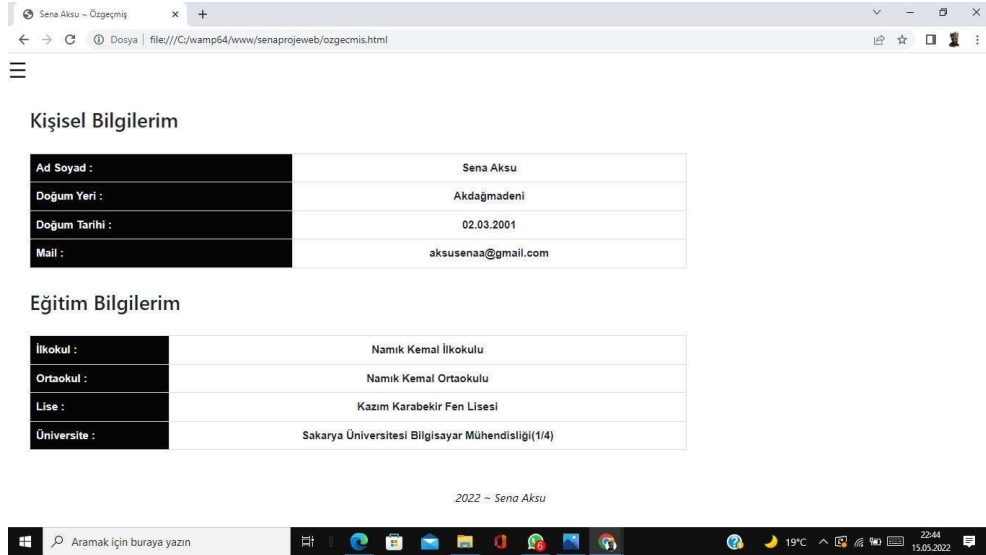 Sena Aksu ~ Özgeçmiş
Dosya | file:///C:/wamp64/www/senaprojeweb/ozgecmis.html
Kişisel Bilgilerim
Ad Soyad : Sena Aksu
Doğum Yeri : Akdağmadeni
Doğum Tarihi : 02.03.2001
Mail : aksusenaa@gmail.com
Eğitim Bilgilerim
İlkokul : Namık Kemal İlkokulu
Ortaokul : Namık Kemal Ortaokulu
Lise : Kazım Karabekir Fen Lisesi
Üniversite : Sakarya Üniversitesi Bilgisayar Mühendisliği(1/4)
2022 ~ Sena Aksu
Aramak için buraya yazın
6
19°C
22:44
15.05.2022